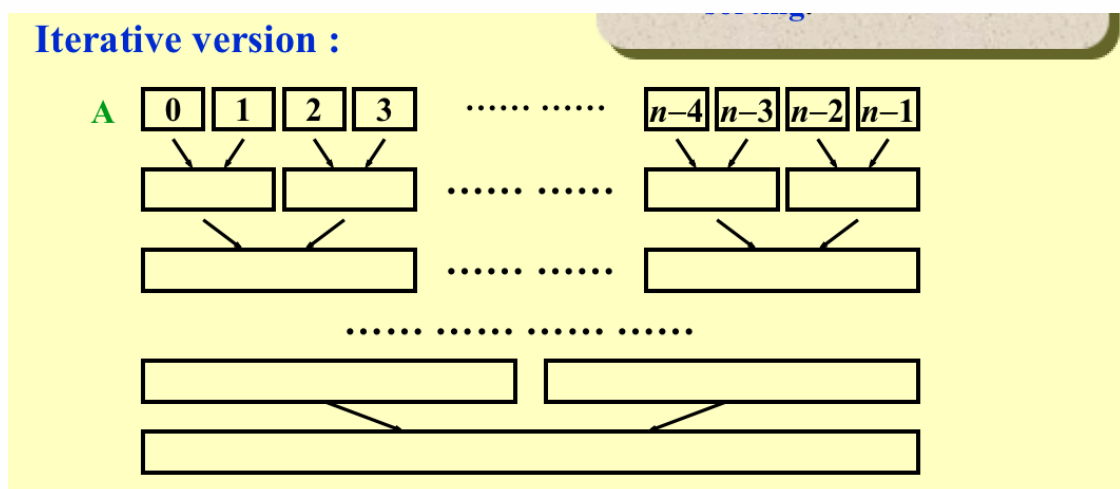 Iterative version :
A 0 1 2 3 …… …… n–4 n–3 n–2 n–1
…… ……
…… ……
…… …… …… ……